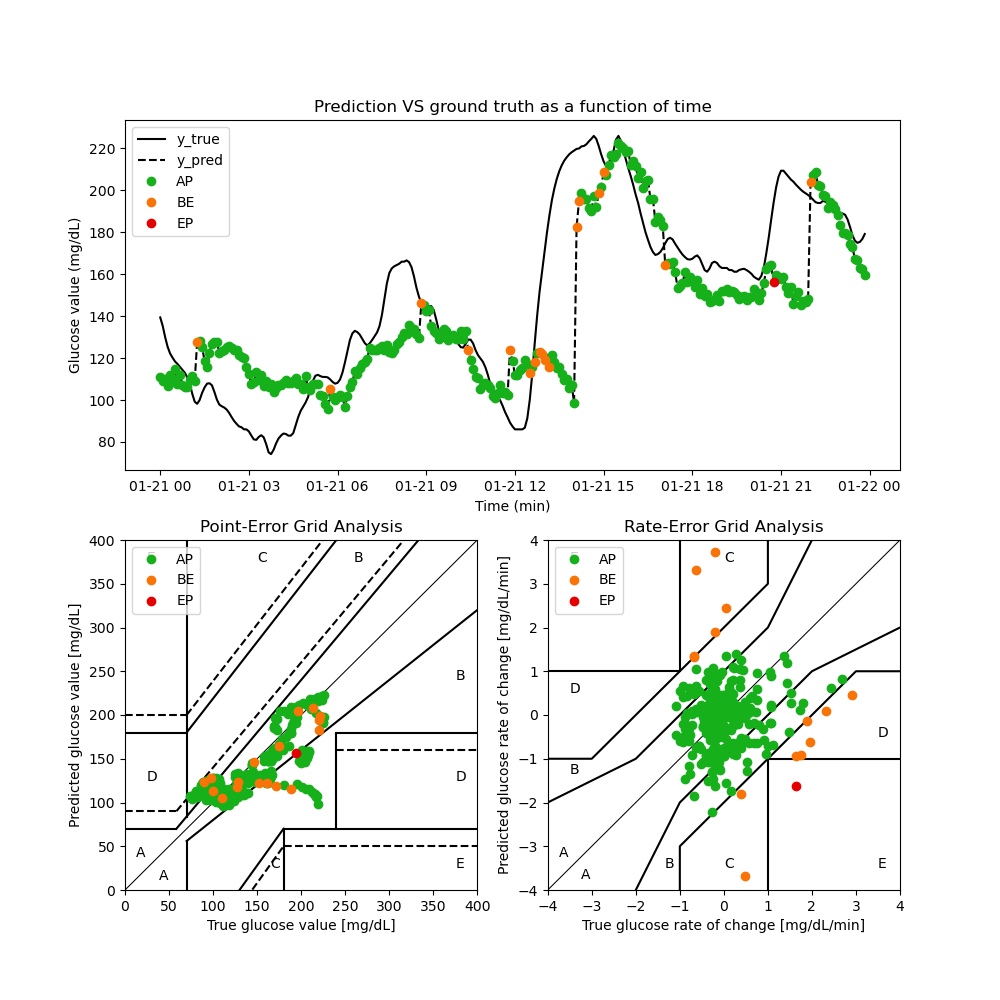 Prediction VS ground truth as a function of time
Glucose value (mg/dL)
220
200
180
160
140
120
100
80
y_true
y_pred
AP
BE
EP
01-21 00 01-21 03 01-21 06 01-21 09 01-21 12 01-21 15 01-21 18 01-21 21 01-22 00
Time (min)
Point-Error Grid Analysis
Predicted glucose value [mg/dL]
400
350
300
250
200
150
100
50
0
AP
BE
EP
C
B
B
D
D
A
A
C
E
0 50 100 150 200 250 300 350 400
True glucose value [mg/dL]
Rate-Error Grid Analysis
Predicted glucose rate of change [mg/dL/min]
4
3
2
1
0
−1
−2
−3
−4
AP
BE
EP
C
D
D
B
A
A
B
C
E
−4 −3 −2 −1 0 1 2 3 4
True glucose rate of change [mg/dL/min]